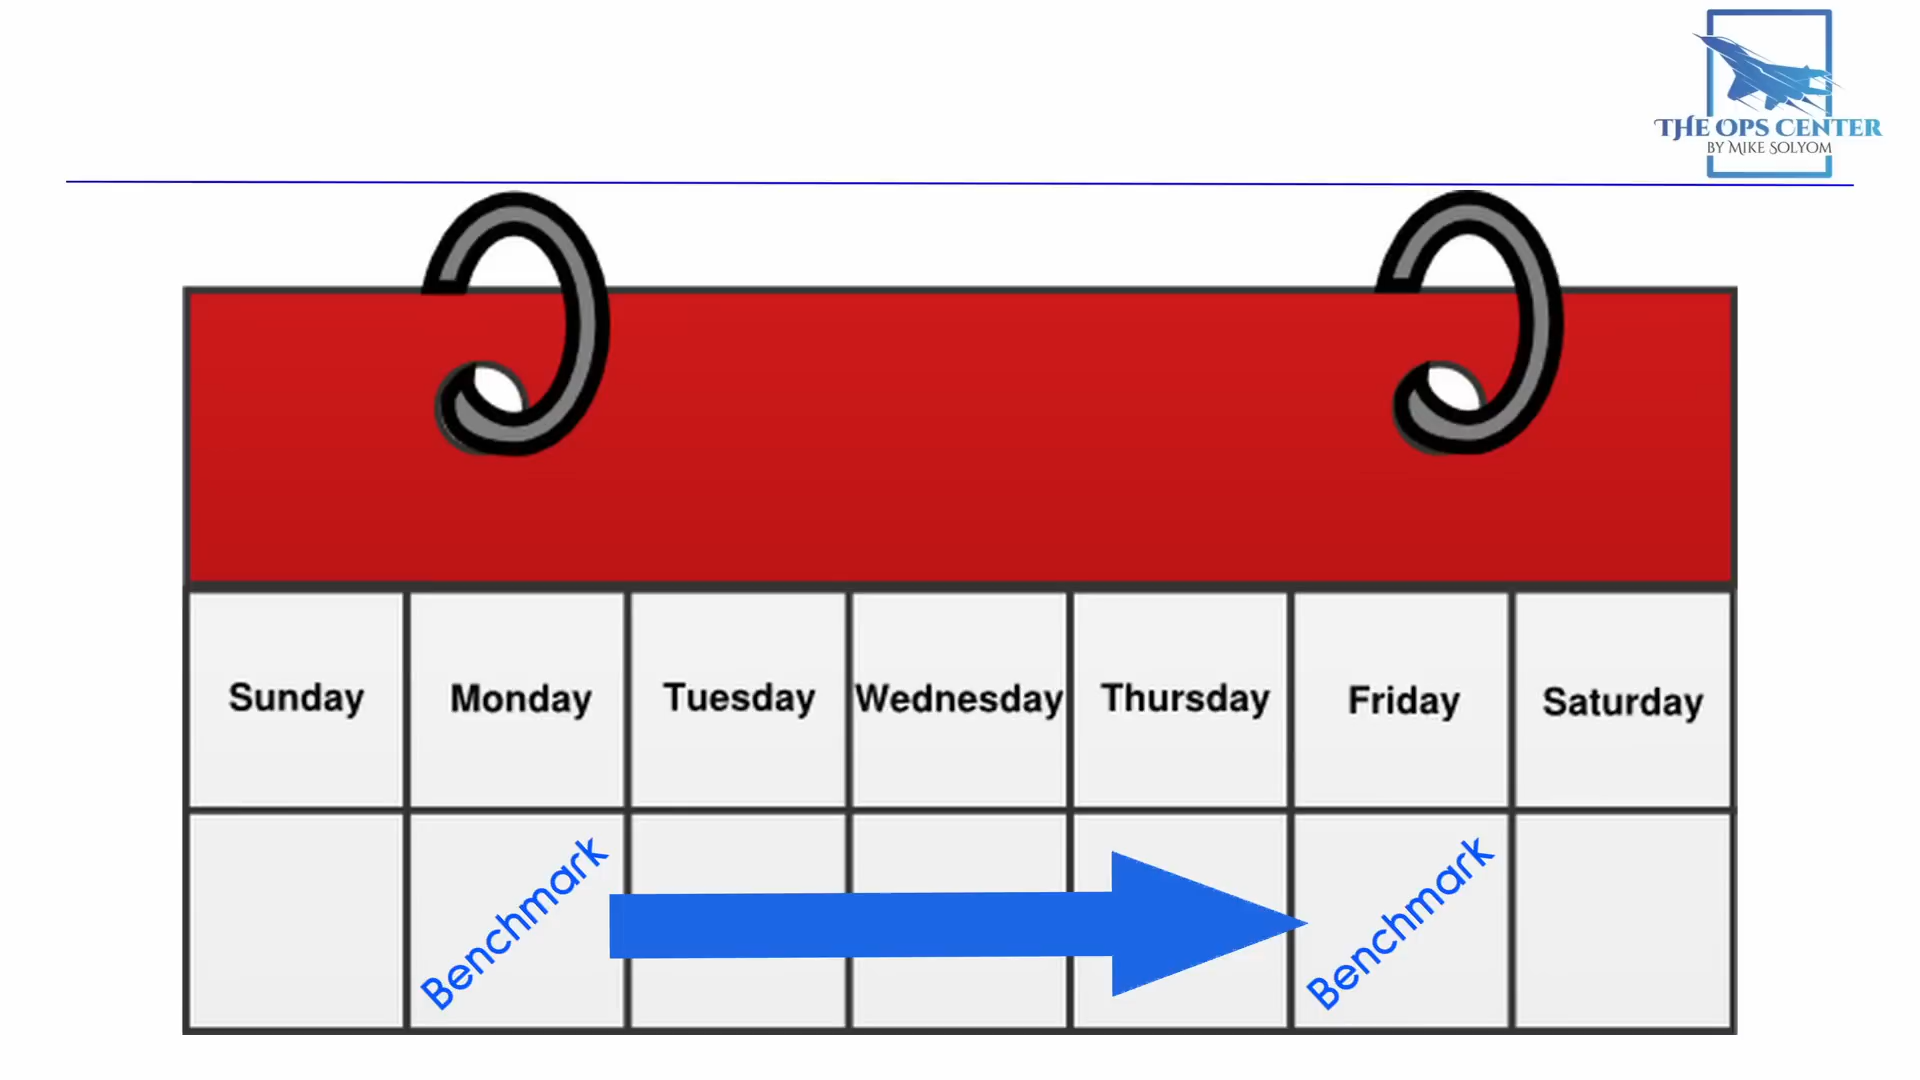 THE OPS CENTER
BY MIKE SOLYOM
Sunday Monday Tuesday Wednesday Thursday Friday Saturday
Benchmark Benchmark